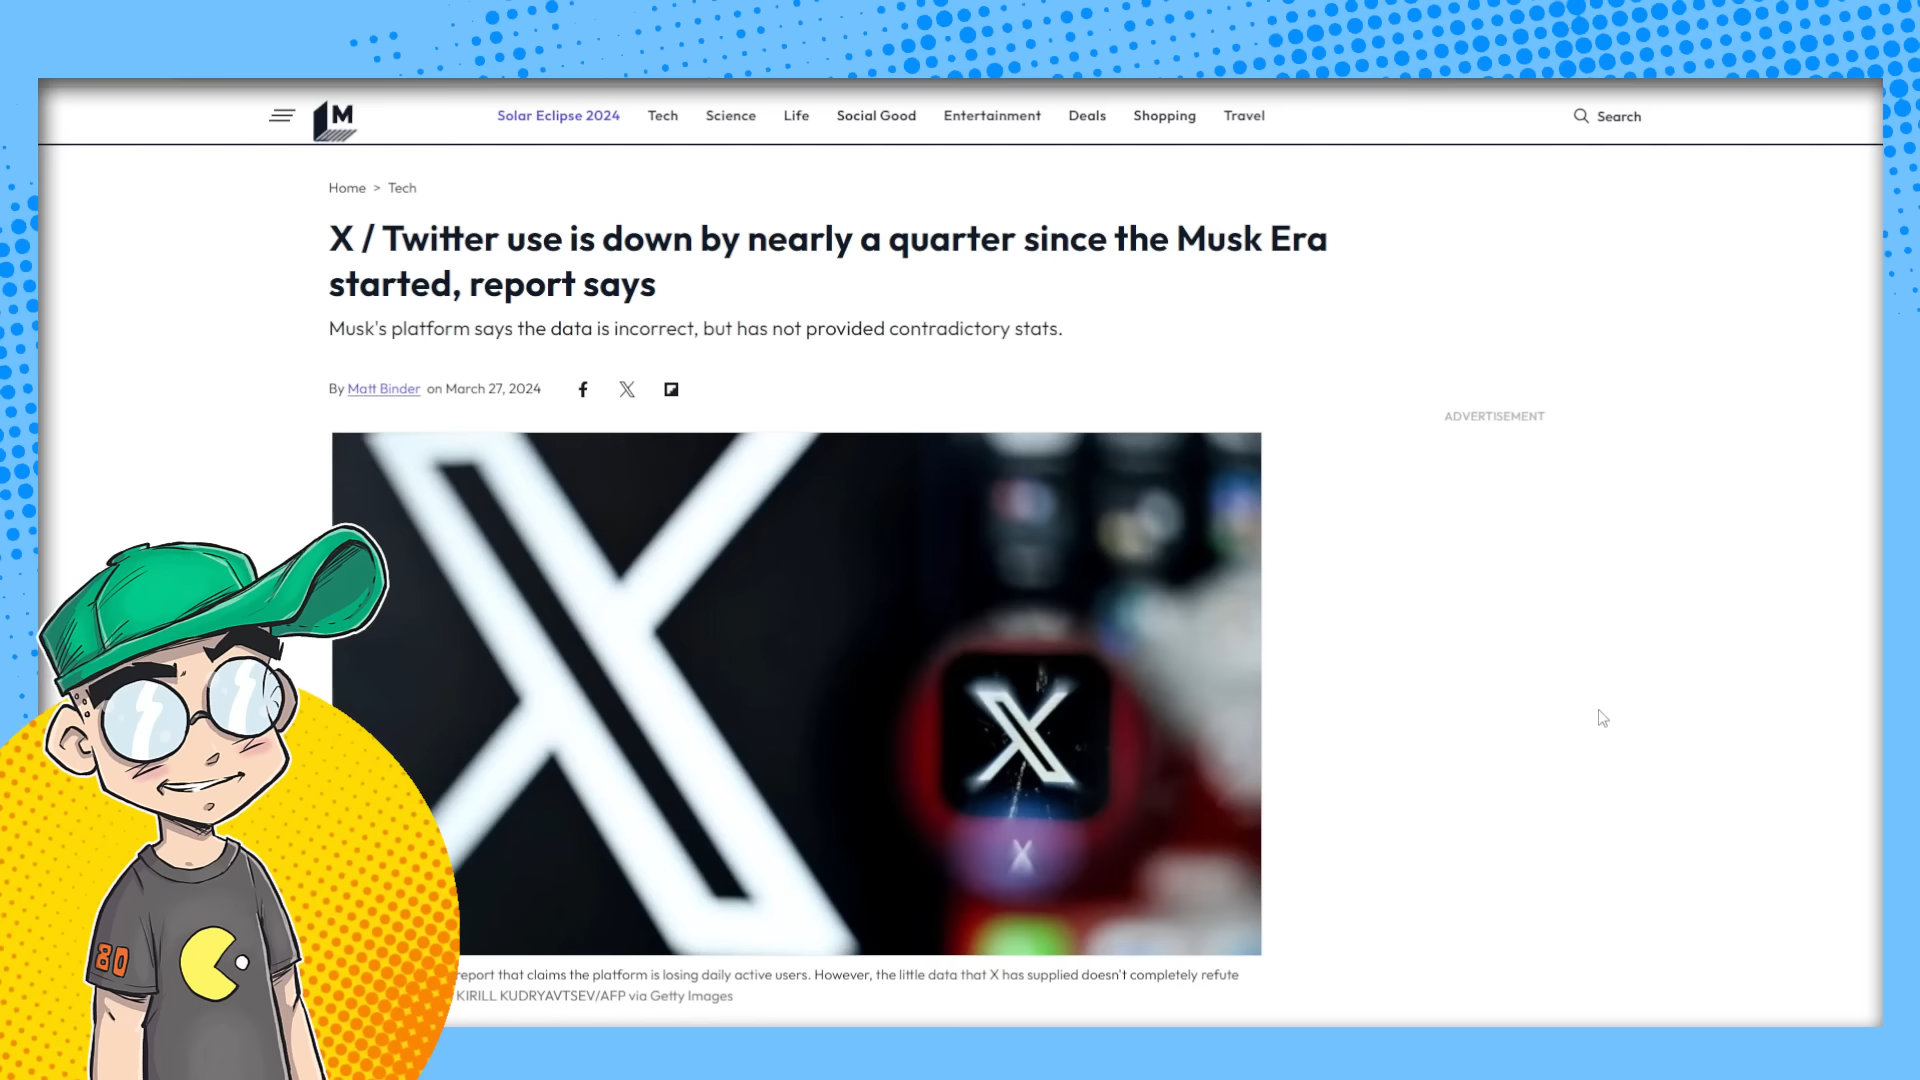 M
Solar Eclipse 2024 Tech Science Life Social Good Entertainment Deals Shopping Travel
Search
Home > Tech
X / Twitter use is down by nearly a quarter since the Musk Era
started, report says
Musk's platform says the data is incorrect, but has not provided contradictory stats.
By Matt Binder on March 27, 2024
ADVERTISEMENT
X
X
X
80
report that claims the platform is losing daily active users. However, the little data that X has supplied doesn't completely refute
KIRILL KUDRYAVTSEV/AFP via Getty Images